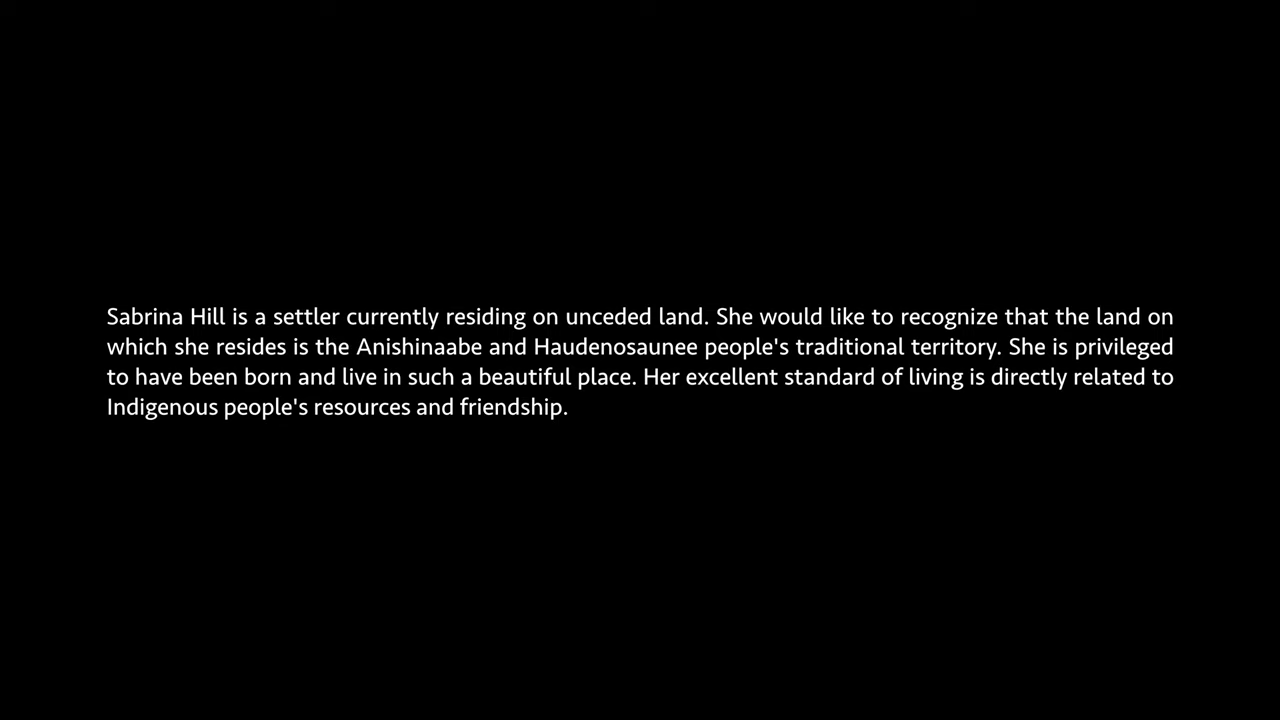 Sabrina Hill is a settler currently residing on unceded land. She would like to recognize that the land on
which she resides is the Anishinaabe and Haudenosaunee people's traditional territory. She is privileged
to have been born and live in such a beautiful place. Her excellent standard of living is directly related to
Indigenous people's resources and friendship.